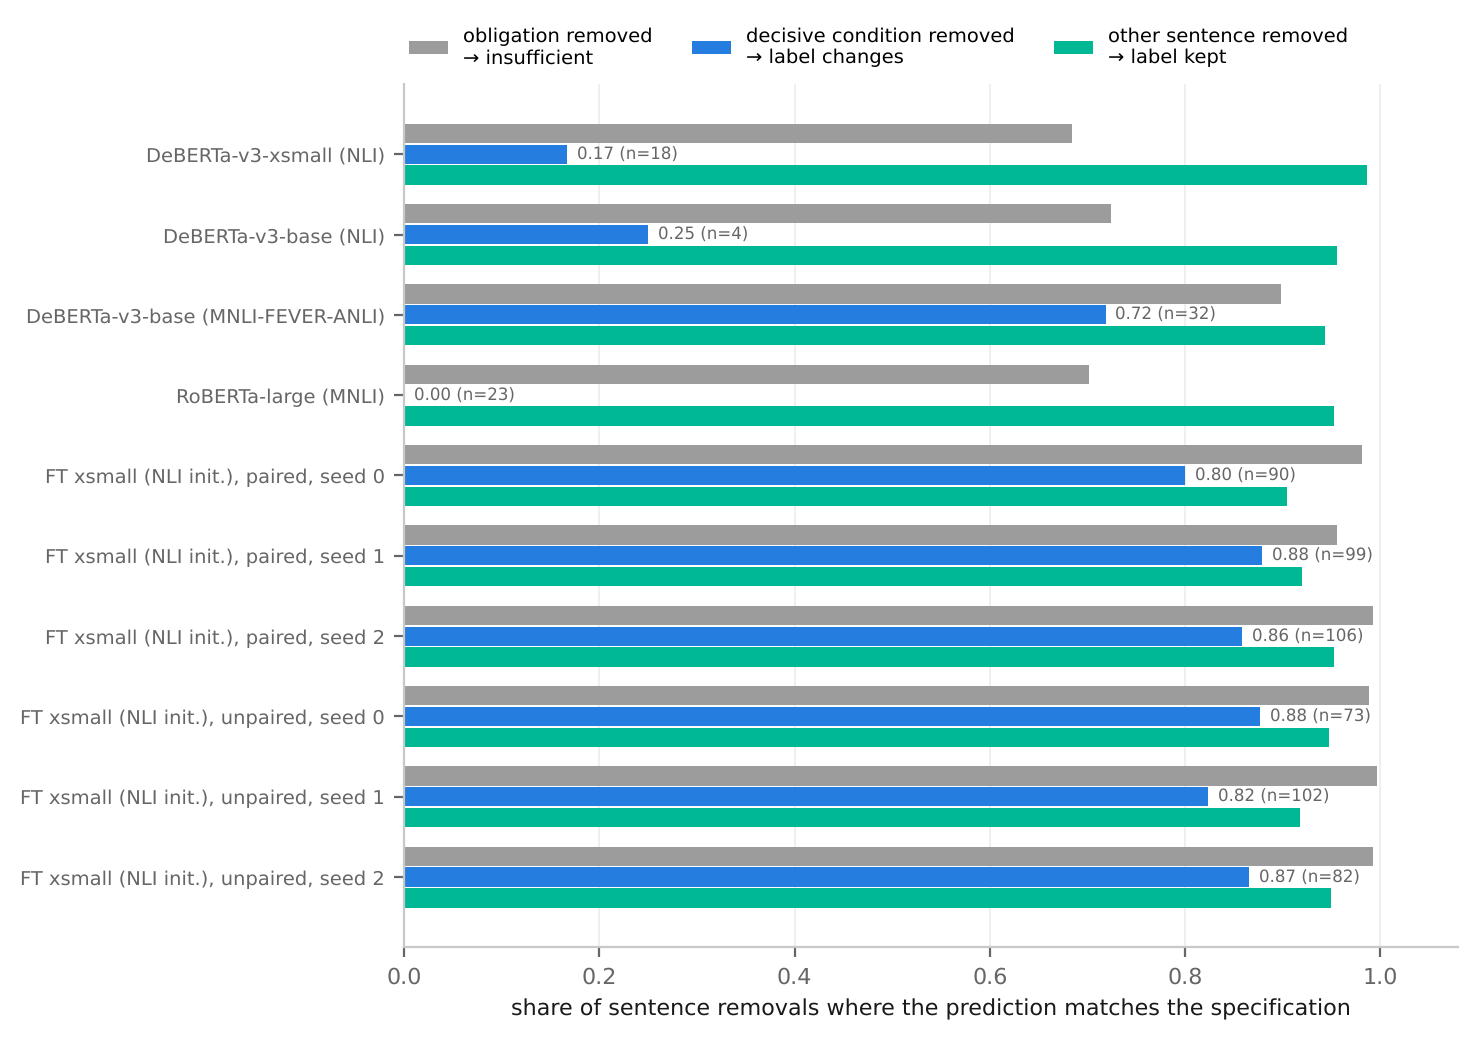 obligation removed
→ insufficient
decisive condition removed
→ label changes
other sentence removed
→ label kept
DeBERTa-v3-xsmall (NLI)
0.17 (n=18)
DeBERTa-v3-base (NLI)
0.25 (n=4)
DeBERTa-v3-base (MNLI-FEVER-ANLI)
0.72 (n=32)
RoBERTa-large (MNLI)
0.00 (n=23)
FT xsmall (NLI init.), paired, seed 0
0.80 (n=90)
FT xsmall (NLI init.), paired, seed 1
0.88 (n=99)
FT xsmall (NLI init.), paired, seed 2
0.86 (n=106)
FT xsmall (NLI init.), unpaired, seed 0
0.88 (n=73)
FT xsmall (NLI init.), unpaired, seed 1
0.82 (n=102)
FT xsmall (NLI init.), unpaired, seed 2
0.87 (n=82)
0.0 0.2 0.4 0.6 0.8 1.0
share of sentence removals where the prediction matches the specification